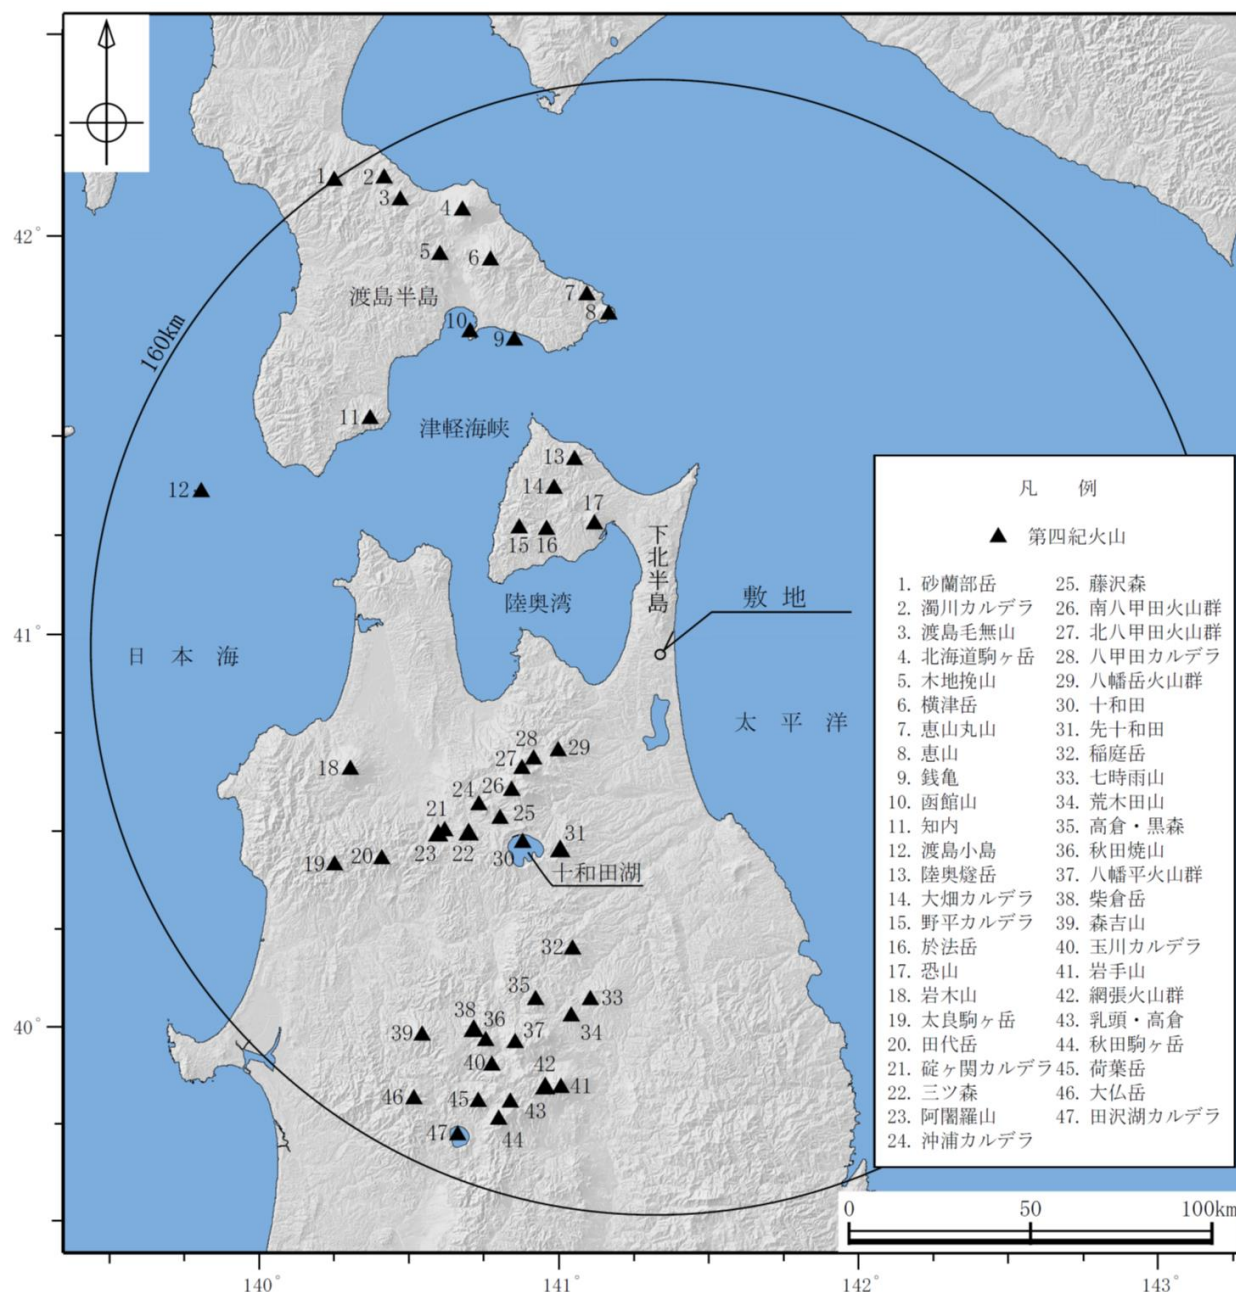 1
2
3
4
42°
5
6
渡島半島
7
8
10
9
160km
11
津軽海峡
12
13
14
17
15
16
下北半島
陸奥湾
敷地
日本海
太平洋
18
28
29
27
26
24
25
21
23
22
31
30
19
20
十和田湖
41°
32
35
33
34
38
36
37
39
40
42
41
46
45
43
44
47
40°
凡例
▲ 第四紀火山
1. 砂蘭部岳
2. 濁川カルデラ
3. 渡島毛無山
4. 北海道駒ヶ岳
5. 木地挽山
6. 横津岳
7. 恵山丸山
8. 恵山
9. 銭亀
10. 函館山
11. 知内
12. 渡島小島
13. 陸奥燧岳
14. 大畑カルデラ
15. 野平カルデラ
16. 於法岳
17. 恐山
18. 岩木山
19. 太良駒ヶ岳
20. 田代岳
21. 碇ヶ関カルデラ
22. 三ツ森
23. 阿闍羅山
24. 沖浦カルデラ
25. 藤沢森
26. 南八甲田火山群
27. 北八甲田火山群
28. 八甲田カルデラ
29. 八幡岳火山群
30. 十和田
31. 先十和田
32. 稲庭岳
33. 七時雨山
34. 荒木田山
35. 高倉・黒森
36. 秋田焼山
37. 八幡平火山群
38. 柴倉岳
39. 森吉山
40. 玉川カルデラ
41. 岩手山
42. 網張火山群
43. 乳頭・高倉
44. 秋田駒ヶ岳
45. 荷葉岳
46. 大仏岳
47. 田沢湖カルデラ
0 50 100km
140° 141° 142° 143°